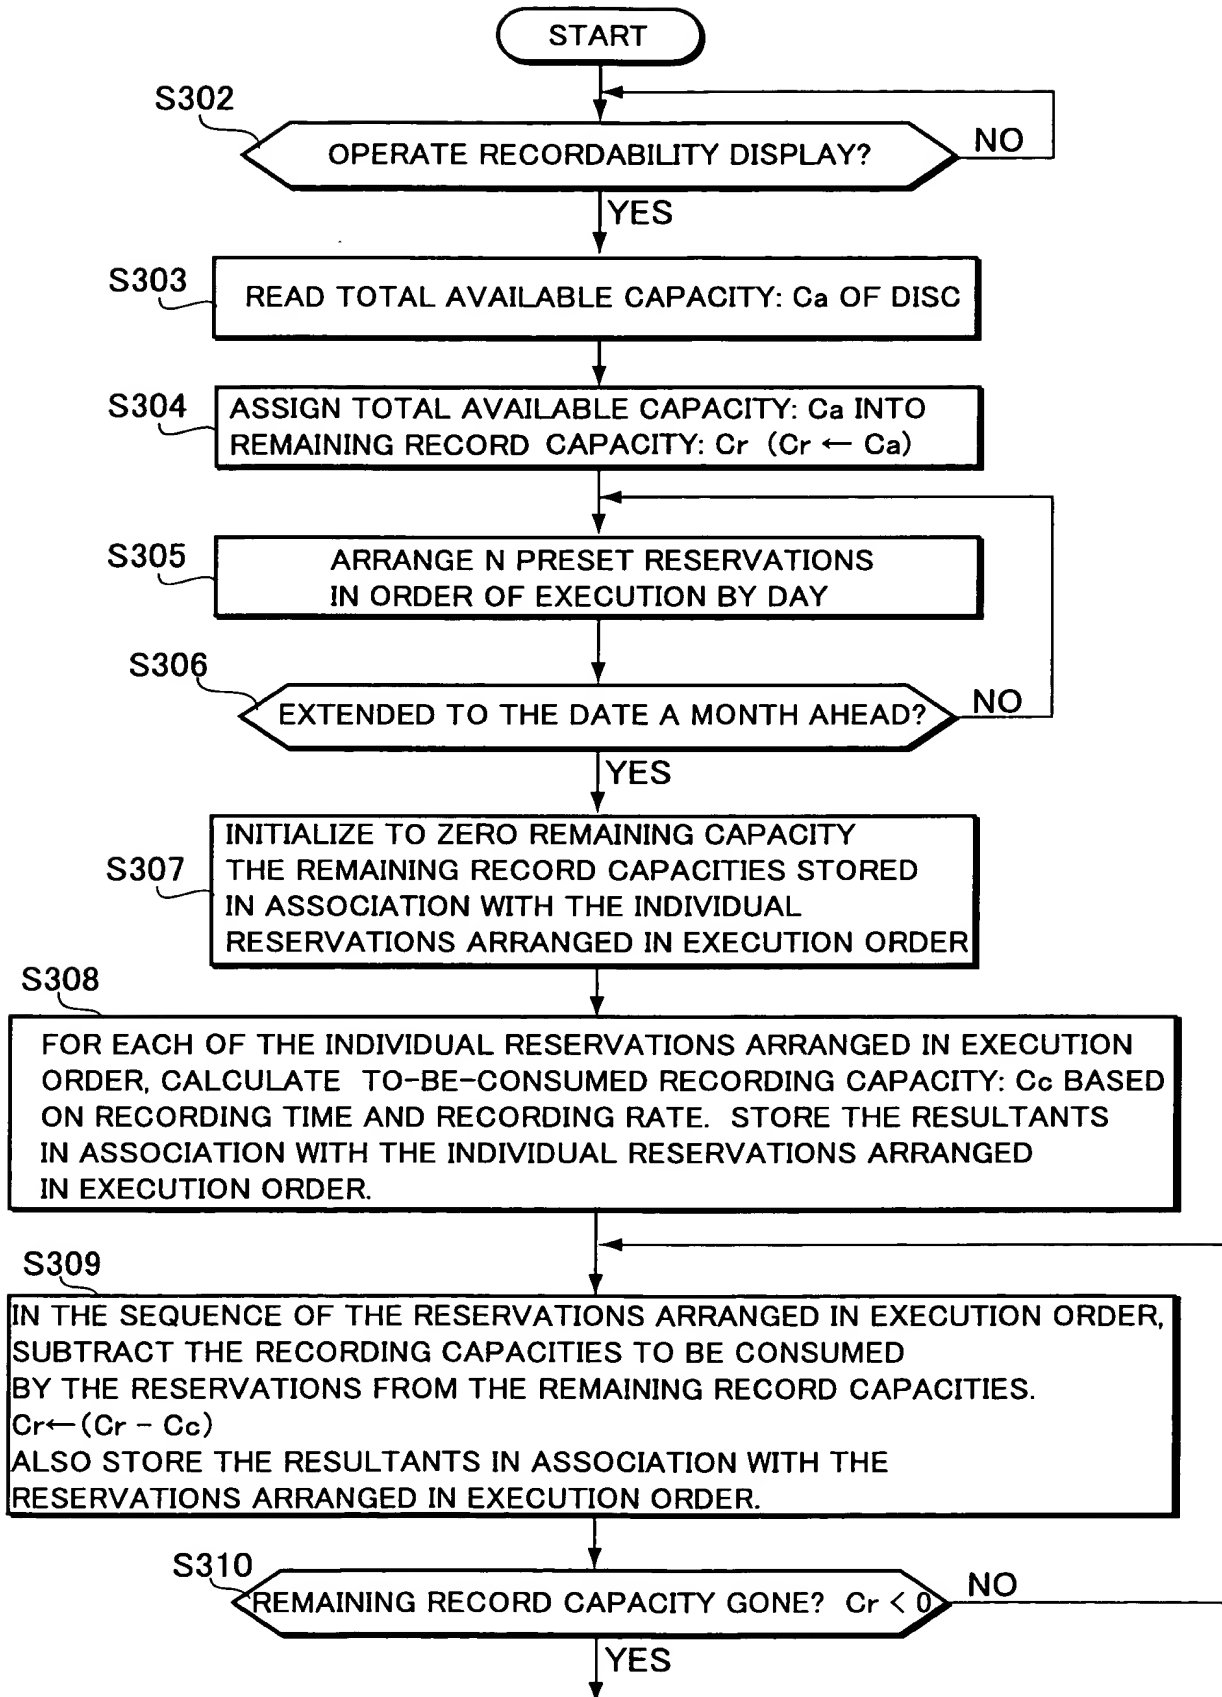 START
S302
OPERATE RECORDABILITY DISPLAY?
NO
YES
S303
READ TOTAL AVAILABLE CAPACITY: Ca OF DISC
S304
ASSIGN TOTAL AVAILABLE CAPACITY: Ca INTO
REMAINING RECORD CAPACITY: Cr (Cr ← Ca)
S305
ARRANGE N PRESET RESERVATIONS
IN ORDER OF EXECUTION BY DAY
S306
EXTENDED TO THE DATE A MONTH AHEAD?
NO
YES
S307
INITIALIZE TO ZERO REMAINING CAPACITY
THE REMAINING RECORD CAPACITIES STORED
IN ASSOCIATION WITH THE INDIVIDUAL
RESERVATIONS ARRANGED IN EXECUTION ORDER
S308
FOR EACH OF THE INDIVIDUAL RESERVATIONS ARRANGED IN EXECUTION
ORDER, CALCULATE TO-BE-CONSUMED RECORDING CAPACITY: Cc BASED
ON RECORDING TIME AND RECORDING RATE. STORE THE RESULTANTS
IN ASSOCIATION WITH THE INDIVIDUAL RESERVATIONS ARRANGED
IN EXECUTION ORDER.
S309
IN THE SEQUENCE OF THE RESERVATIONS ARRANGED IN EXECUTION ORDER,
SUBTRACT THE RECORDING CAPACITIES TO BE CONSUMED
BY THE RESERVATIONS FROM THE REMAINING RECORD CAPACITIES.
Cr←(Cr - Cc)
ALSO STORE THE RESULTANTS IN ASSOCIATION WITH THE
RESERVATIONS ARRANGED IN EXECUTION ORDER.
S310
REMAINING RECORD CAPACITY GONE? Cr < 0
NO
YES